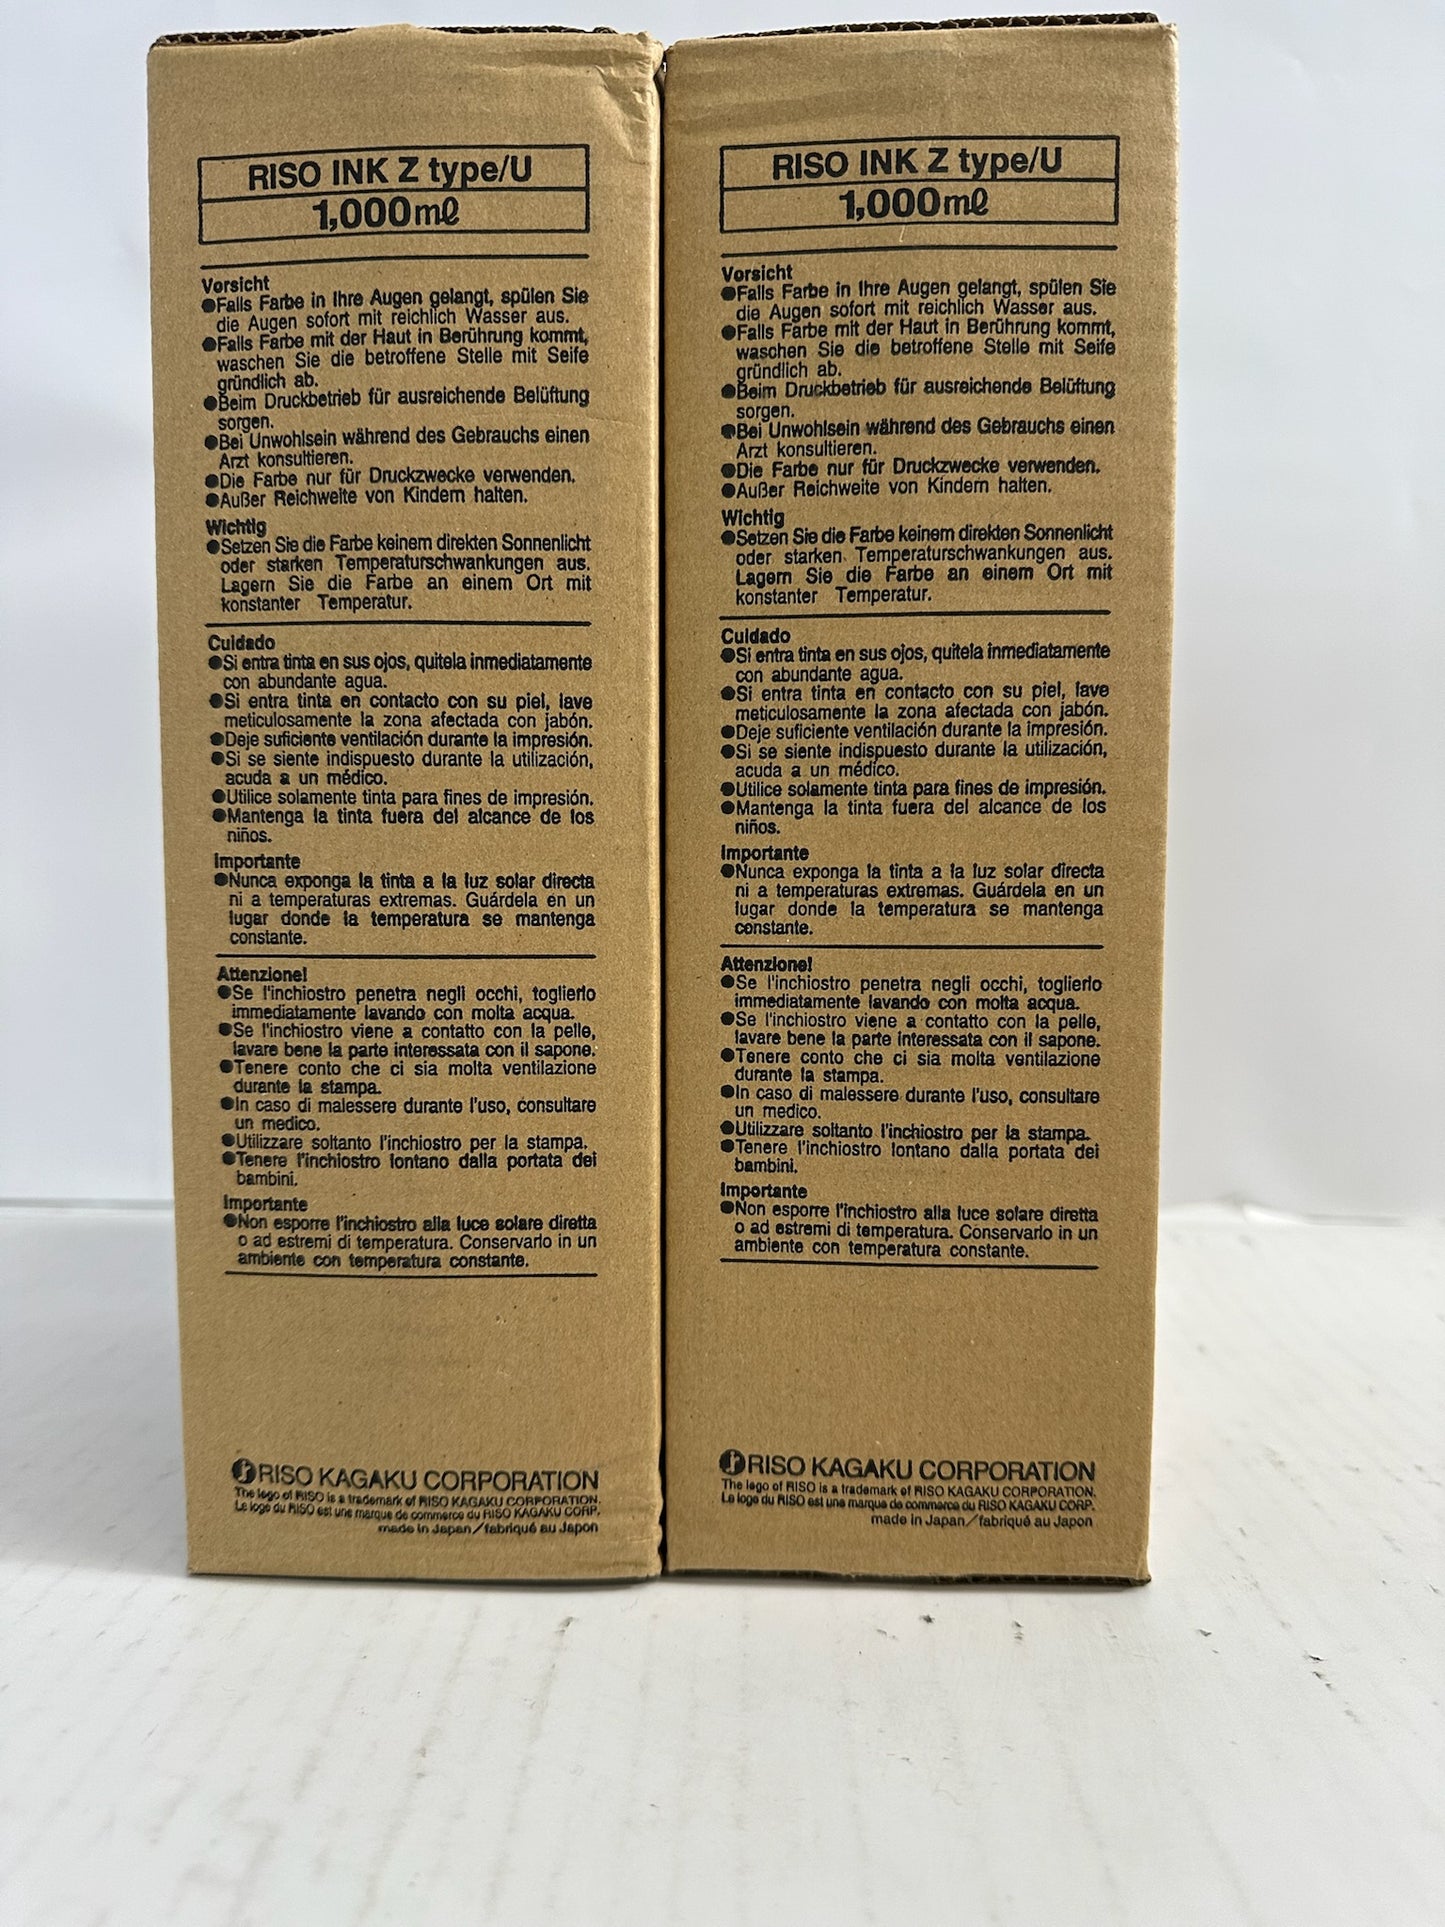 RISO INK Z type/U
1,000mℓ
Vorsicht
●Falls Farbe in Ihre Augen gelangt, spülen Sie
die Augen sofort mit reichlich Wasser aus.
●Falls Farbe mit der Haut in Berührung kommt,
waschen Sie die betroffene Stelle mit Seife
gründlich ab.
●Beim Druckbetrieb für ausreichende Belüftung
sorgen.
●Bei Unwohlsein während des Gebrauchs einen
Arzt konsultieren.
●Die Farbe nur für Druckzwecke verwenden.
●Außer Reichweite von Kindern halten.
Wichtig
●Setzen Sie die Farbe keinem direkten Sonnenlicht
oder starken Temperaturschwankungen aus.
Lagern Sie die Farbe an einem Ort mit
konstanter Temperatur.
Cuidado
●Si entra tinta en sus ojos, quitela inmediatamente
con abundante agua.
●Si entra tinta en contacto con su piel, lave
meticulosamente la zona afectada con jabón.
●Deje suficiente ventilación durante la impresión.
●Si se siente indispuesto durante la utilización,
acuda a un médico.
●Utilice solamente tinta para fines de impresión.
●Mantenga la tinta fuera del alcance de los
niños.
Importante
●Nunca exponga la tinta a la luz solar directa
ni a temperaturas extremas. Guárdela en un
lugar donde la temperatura se mantenga
constante.
Attenzione!
●Se l'inchiostro penetra negli occhi, toglierlo
immediatamente lavando con molta acqua.
●Se l'inchiostro viene a contatto con la pelle,
lavare bene la parte interessata con il sapone.
●Tenere conto che ci sia molta ventilazione
durante la stampa.
●In caso di malessere durante l'uso, consultare
un medico.
●Utilizzare soltanto l'inchiostro per la stampa.
●Tenere l'inchiostro lontano dalla portata dei
bambini.
Importante
●Non esporre l'inchiostro alla luce solare diretta
o ad estremi di temperatura. Conservarlo in un
ambiente con temperatura constante.
RISO KAGAKU CORPORATION
The logo of RISO is a trademark of RISO KAGAKU CORPORATION.
Le logo du RISO est une marque de commerce du RISO KAGAKU CORP.
made in Japan/fabriqué au Japon
RISO INK Z type/U
1,000mℓ
Vorsicht
●Falls Farbe in Ihre Augen gelangt, spülen Sie
die Augen sofort mit reichlich Wasser aus.
●Falls Farbe mit der Haut in Berührung kommt,
waschen Sie die betroffene Stelle mit Seife
gründlich ab.
●Beim Druckbetrieb für ausreichende Belüftung
sorgen.
●Bei Unwohlsein während des Gebrauchs einen
Arzt konsultieren.
●Die Farbe nur für Druckzwecke verwenden.
●Außer Reichweite von Kindern halten.
Wichtig
●Setzen Sie die Farbe keinem direkten Sonnenlicht
oder starken Temperaturschwankungen aus.
Lagern Sie die Farbe an einem Ort mit
konstanter Temperatur.
Cuidado
●Si entra tinta en sus ojos, quitela inmediatamente
con abundante agua.
●Si entra tinta en contacto con su piel, lave
meticulosamente la zona afectada con jabón.
●Deje suficiente ventilación durante la impresión.
●Si se siente indispuesto durante la utilización,
acuda a un médico.
●Utilice solamente tinta para fines de impresión.
●Mantenga la tinta fuera del alcance de los
niños.
Importante
●Nunca exponga la tinta a la luz solar directa
ni a temperaturas extremas. Guárdela en un
lugar donde la temperatura se mantenga
constante.
Attenzione!
●Se l'inchiostro penetra negli occhi, toglierlo
immediatamente lavando con molta acqua.
●Se l'inchiostro viene a contatto con la pelle,
lavare bene la parte interessata con il sapone.
●Tenere conto che ci sia molta ventilazione
durante la stampa.
●In caso di malessere durante l'uso, consultare
un medico.
●Utilizzare soltanto l'inchiostro per la stampa.
●Tenere l'inchiostro lontano dalla portata dei
bambini.
Importante
●Non esporre l'inchiostro alla luce solare diretta
o ad estremi di temperatura. Conservarlo in un
ambiente con temperatura constante.
RISO KAGAKU CORPORATION
The logo of RISO is a trademark of RISO KAGAKU CORPORATION.
Le logo du RISO est une marque de commerce du RISO KAGAKU CORP.
made in Japan/fabriqué au Japon